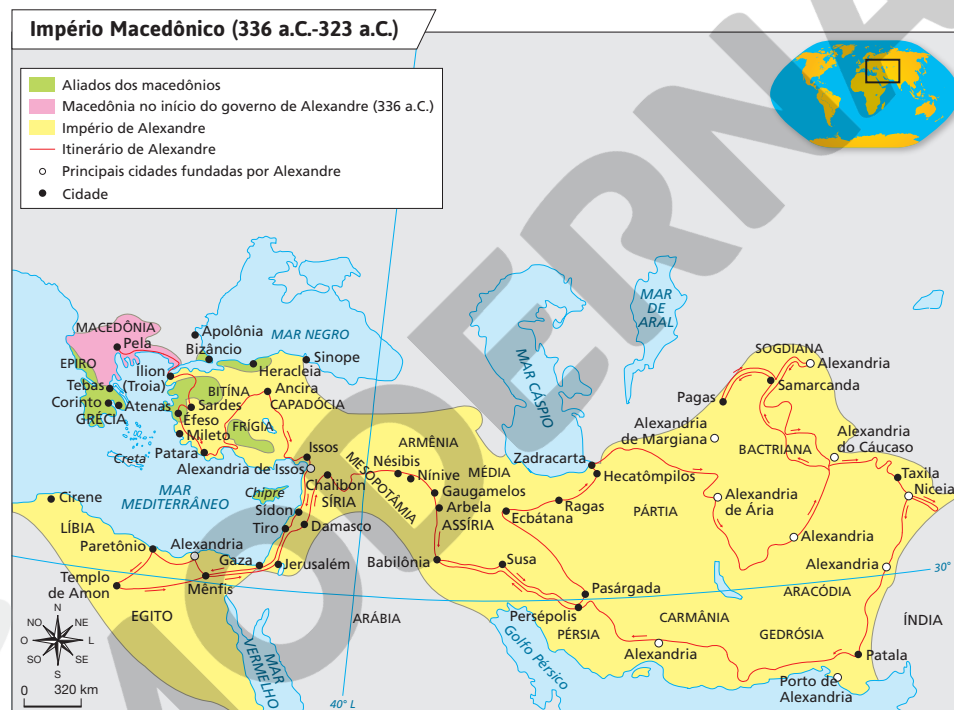 Império Macedônico (336 a.C.-323 a.C.)
Aliados dos macedônios
Macedônia no início do governo de Alexandre (336 a.C.)
Império de Alexandre
Itinerário de Alexandre
Principais cidades fundadas por Alexandre
Cidade
MACEDÔNIA
Pela
EPIRO
Tebas
Corinto
Atenas
GRÉCIA
Ílion
(Troia)
Apolônia
Bizâncio
MAR NEGRO
Sinope
Heracleia
BITÍNA
Ancira
CAPADÓCIA
Sardes
Éfeso
Mileto
FRÍGIA
Patara
Creta
Issos
Alexandria de Issos
Chalibon
SÍRIA
Chipre
MAR
MEDITERRÂNEO
Sidon
Tiro
Damasco
Cirene
LÍBIA
Paretônio
Alexandria
Gaza
Jerusalém
Templo
de Amon
Mênfis
EGITO
ARÁBIA
MAR
VERMELHO
MESOPOTÂMIA
ARMÊNIA
Nésibis
Nínive
MÉDIA
Gaugamelos
Arbela
ASSÍRIA
Ecbátana
Ragas
Babilônia
Susa
MAR CÁSPIO
MAR
DE
ARAL
Zadracarta
Hecatômpilos
PÁRTIA
Pasárgada
Persépolis
PÉRSIA
Golfo Pérsico
CARMÂNIA
Alexandria
GEDRÓSIA
SOGDIANA
Alexandria
Samarcanda
Pagas
Alexandria
de Margiana
BACTRIANA
Alexandria
do Cáucaso
Taxila
Niceia
Alexandria
de Ária
Alexandria
Alexandria
ARACÓDIA
ÍNDIA
Patala
Porto de
Alexandria
30°
40° L
N
NO
NE
O
L
SO
SE
S
0
320 km
MODERNA